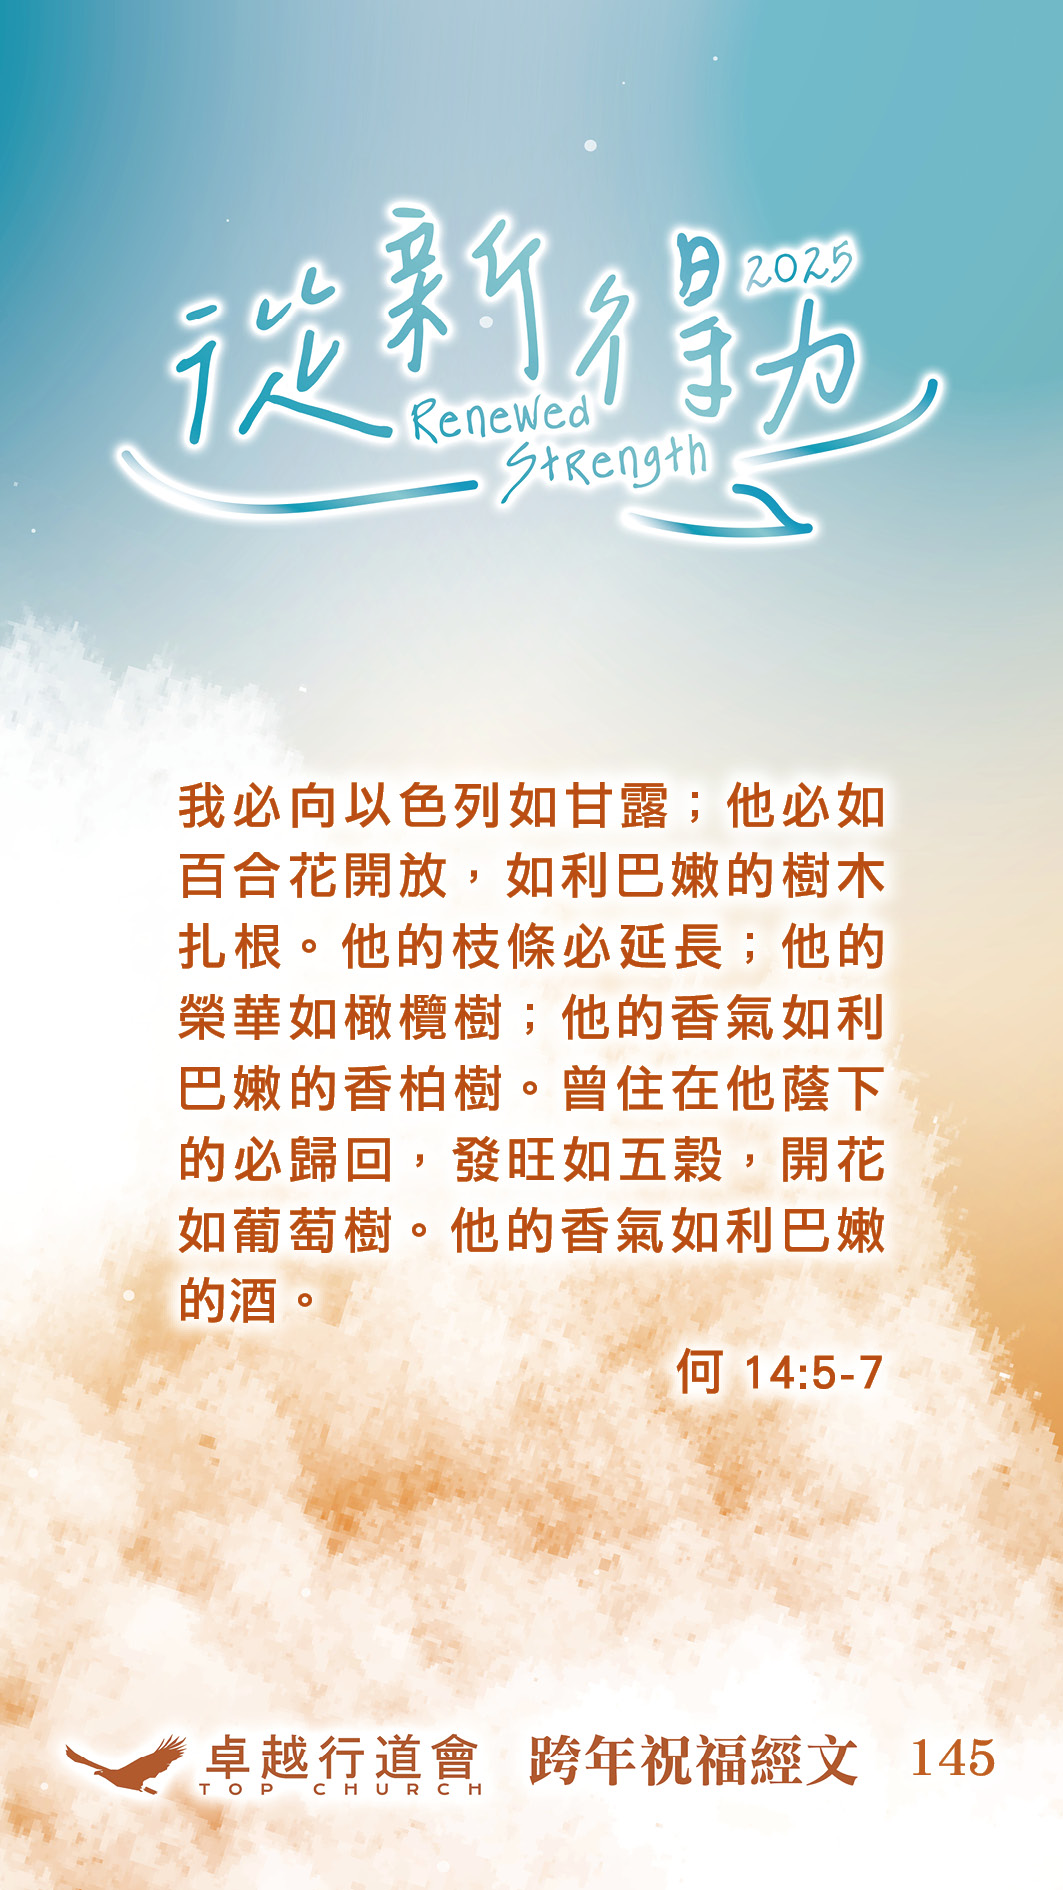 從新得力 2025
Renewed
Strength
我必向以色列如甘露；他必如
百合花開放，如利巴嫩的樹木
扎根。他的枝條必延長；他的
榮華如橄欖樹；他的香氣如利
巴嫩的香柏樹。曾住在他蔭下
的必歸回，發旺如五穀，開花
如葡萄樹。他的香氣如利巴嫩
的酒。
何 14:5-7
卓越行道會 跨年祝福經文 145
TOP CHURCH